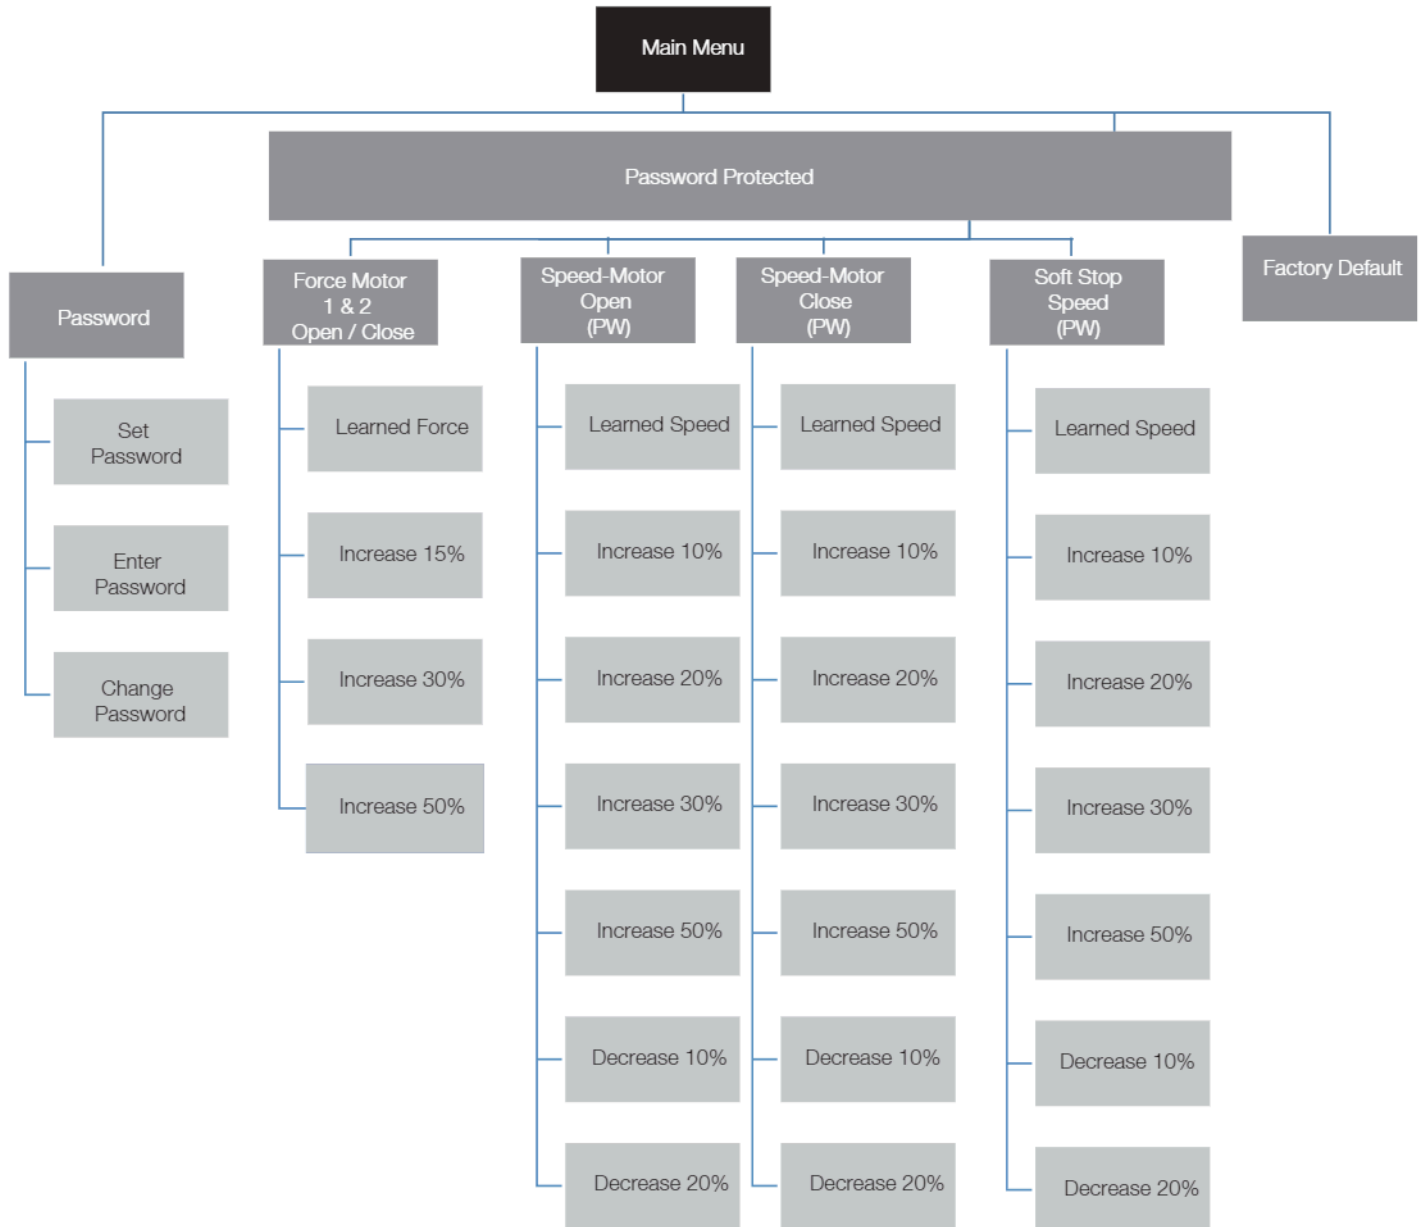 Main Menu
Password Protected
Password
Set
Password
Enter
Password
Change
Password
Force Motor
1 & 2
Open / Close
Learned Force
Increase 15%
Increase 30%
Increase 50%
Speed-Motor
Open
(PW)
Learned Speed
Increase 10%
Increase 20%
Increase 30%
Increase 50%
Decrease 10%
Decrease 20%
Speed-Motor
Close
(PW)
Learned Speed
Increase 10%
Increase 20%
Increase 30%
Increase 50%
Decrease 10%
Decrease 20%
Soft Stop
Speed
(PW)
Learned Speed
Increase 10%
Increase 20%
Increase 30%
Increase 50%
Decrease 10%
Decrease 20%
Factory Default